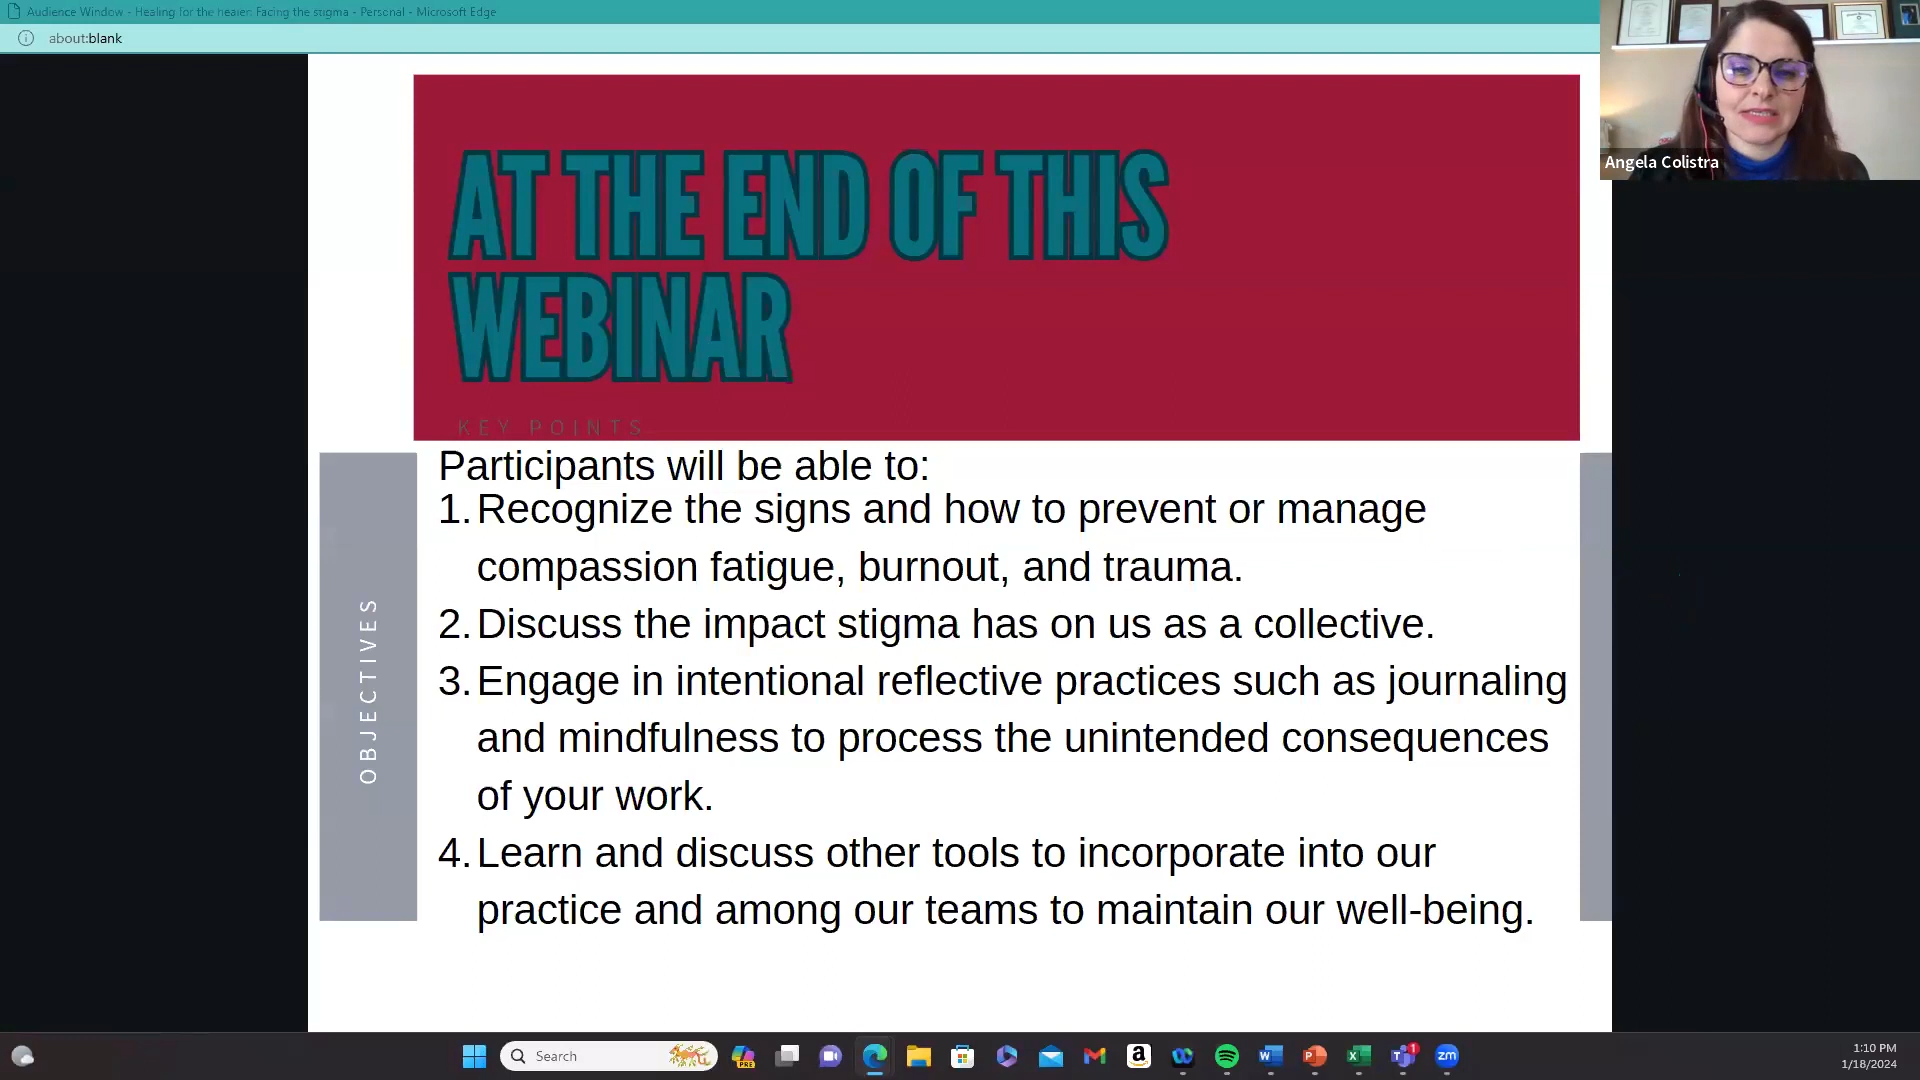 Audience Window - Healing for the healer: Facing the stigma - Personal - Microsoft Edge
about:blank
Angela Colistra
AT THE END OF THIS
WEBINAR
KEY POINTS
OBJECTIVES
Participants will be able to:
1. Recognize the signs and how to prevent or manage
compassion fatigue, burnout, and trauma.
2. Discuss the impact stigma has on us as a collective.
3. Engage in intentional reflective practices such as journaling
and mindfulness to process the unintended consequences
of your work.
4. Learn and discuss other tools to incorporate into our
practice and among our teams to maintain our well-being.
Search
PRE
a
W
P
X
T
1
zm
1:10 PM
1/18/2024